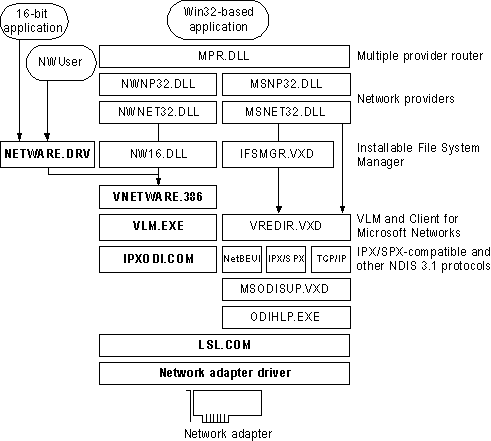 16-bit
application
Win32-based
application
NWUser
MPR.DLL
Multiple provider router
NWNP32.DLL
MSNP32.DLL
Network providers
NWNET32.DLL
MSNET32.DLL
NETWARE.DRV
NW16.DLL
IFSMGR.VXD
Installable File System
Manager
VNETWARE.386
VLM.EXE
VREDIR.VXD
VLM and Client for
Microsoft Networks
IPXODI.COM
NetBEUI
IPX/SPX
TCP/IP
IPX/SPX-compatible and
other NDIS 3.1 protocols
MSODISUP.VXD
ODIHLP.EXE
LSL.COM
Network adapter driver
Network adapter